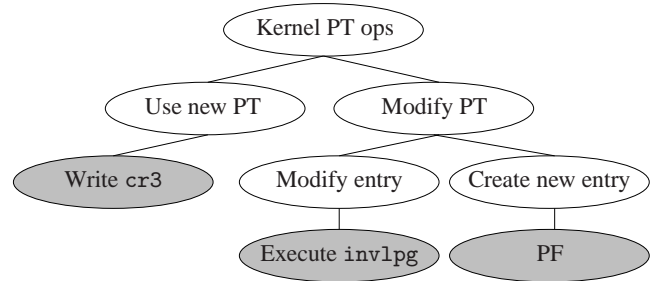 Kernel PT ops
Use new PT
Modify PT
Write cr3
Modify entry
Create new entry
Execute invlpg
PF